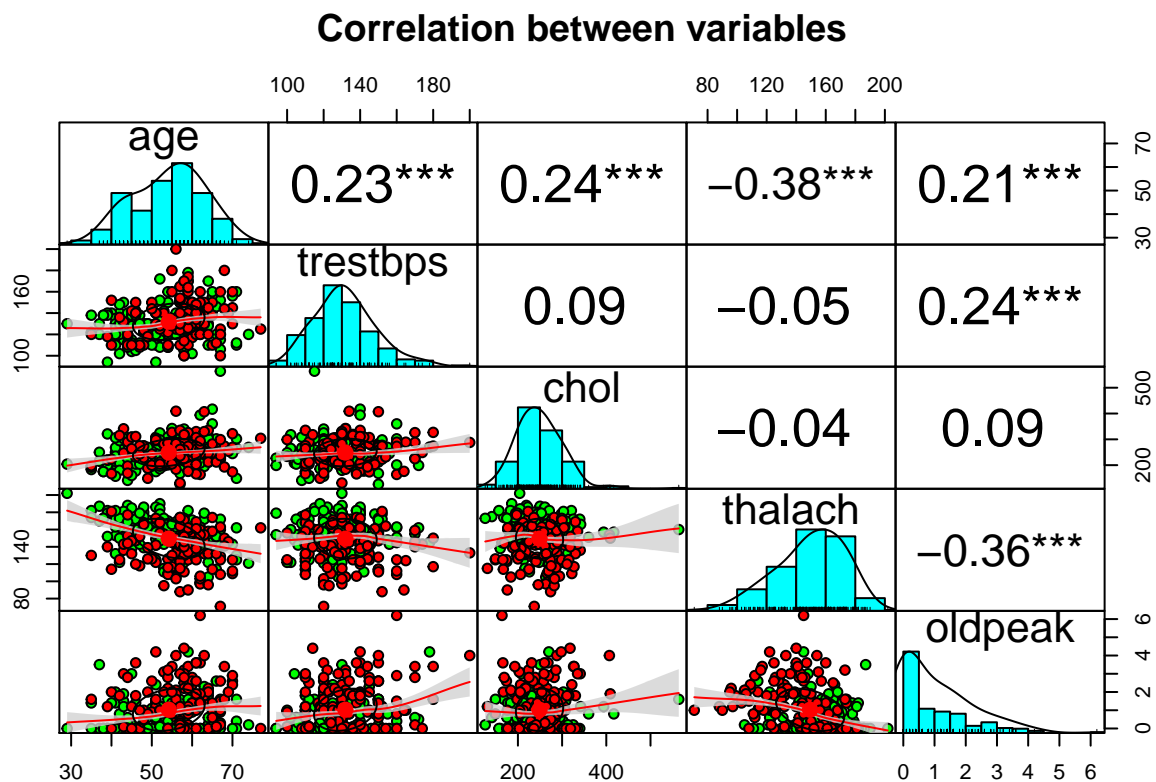 Correlation between variables
100 140 180 80 120 160 200
age 0.23*** 0.24*** −0.38*** 0.21*** 30 50 70
100 160 trestbps 0.09 −0.05 0.24***
chol −0.04 0.09 200 500
80 140 thalach −0.36***
oldpeak 0 1 2 4 6
30 50 70 200 400 0 1 2 3 4 5 6